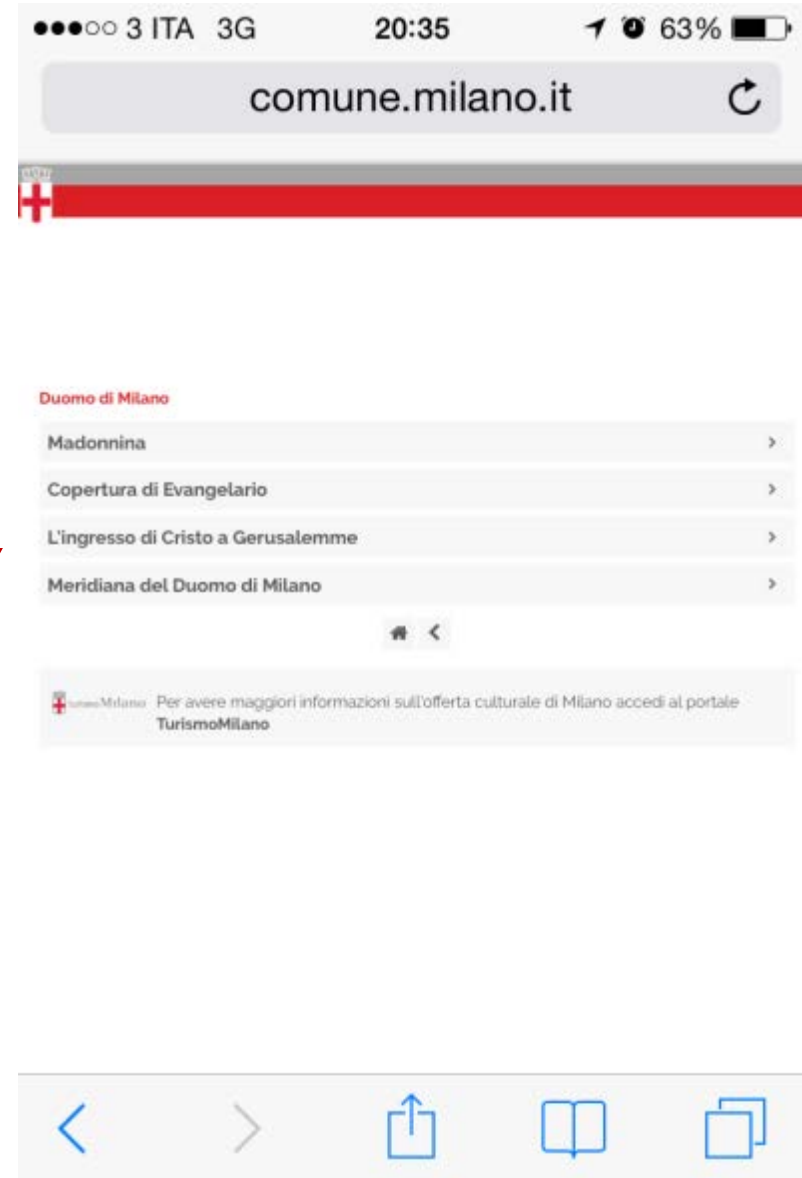 3 ITA 3G 20:35 63%
comune.milano.it
Duomo di Milano
Madonnina
Copertura di Evangelario
L'ingresso di Cristo a Gerusalemme
Meridiana del Duomo di Milano
Milano Per avere maggiori informazioni sull'offerta culturale di Milano accedi al portale
TurismoMilano